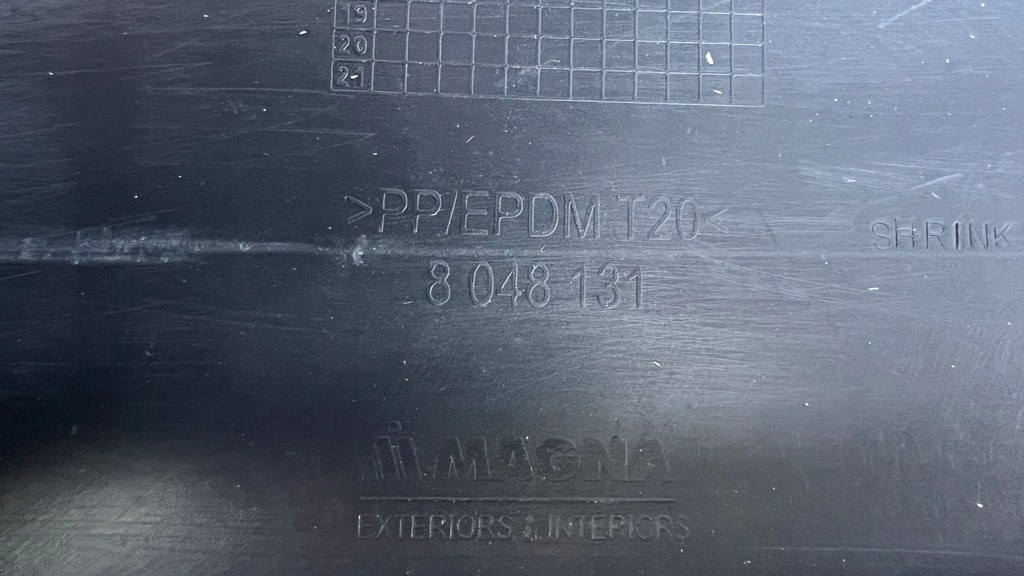 19
20
21
>PP/EPDM T20<
SHRINK
8 048 131
MAGNA
EXTERIORS & INTERIORS